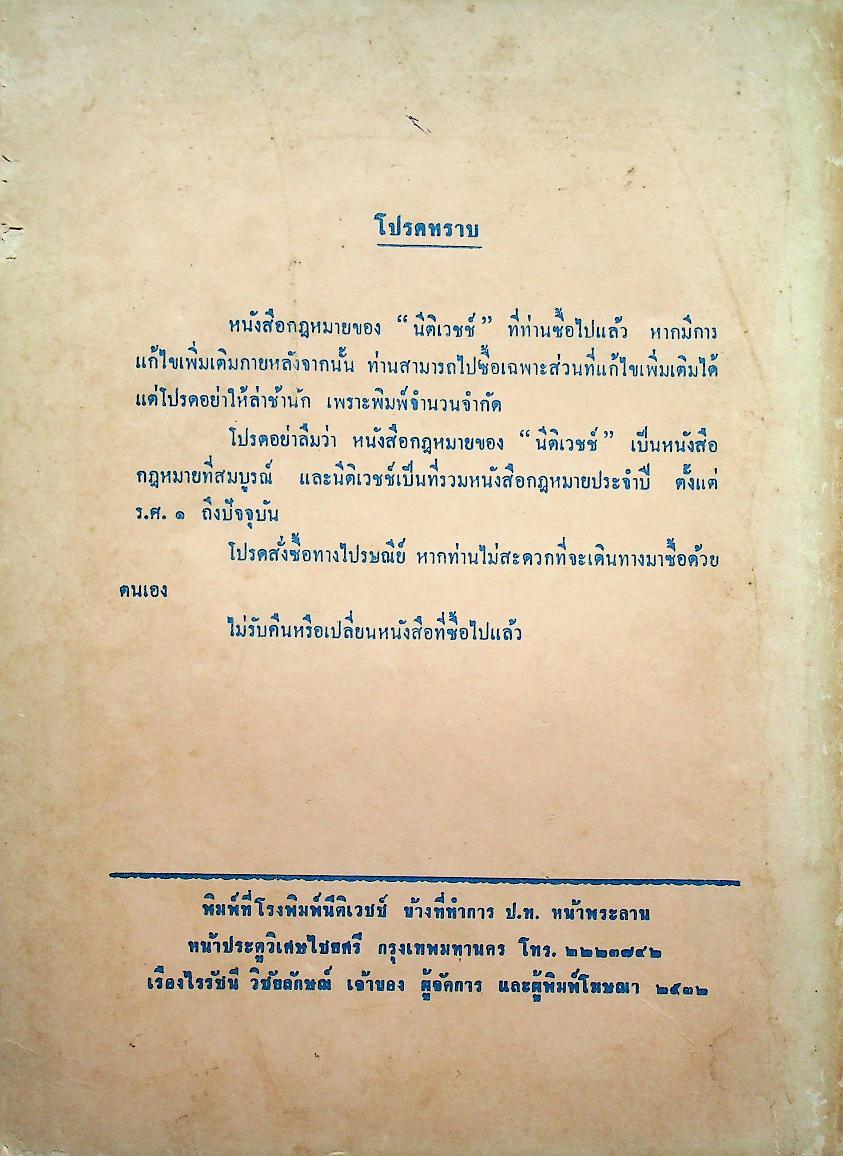 โปรดทราบ
หนังสือกฎหมายของ “นีติเวชช์” ที่ท่านซื้อไปแล้ว หากมีการ
แก้ไขเพิ่มเติมภายหลังจากนั้น ท่านสามารถไปซื้อเฉพาะส่วนที่แก้ไขเพิ่มเติมได้
แต่โปรดอย่าให้ล่าช้านัก เพราะพิมพ์จำนวนจำกัด
โปรดอย่าลืมว่า หนังสือกฎหมายของ “นีติเวชช์” เป็นหนังสือ
กฎหมายที่สมบูรณ์ และนีติเวชช์เป็นที่รวมหนังสือกฎหมายประจำปี ตั้งแต่
ร.ศ. ๑ ถึงปัจจุบัน
โปรดสั่งซื้อทางไปรษณีย์ หากท่านไม่สะดวกที่จะเดินทางมาซื้อด้วย
ตนเอง
ไม่รับคืนหรือเปลี่ยนหนังสือที่ซื้อไปแล้ว
พิมพ์ที่โรงพิมพ์นีติเวชช์ ข้างที่ทำการ ป.ท. หน้าพระลาน
หน้าประตูวิเศษไชยศรี กรุงเทพมหานคร โทร. ๒๒๒๓๗๔๒
เรืองไรรัชนี วิชัยลักษณ์ เจ้าของ ผู้จัดการ และผู้พิมพ์โฆษณา ๒๕๓๒